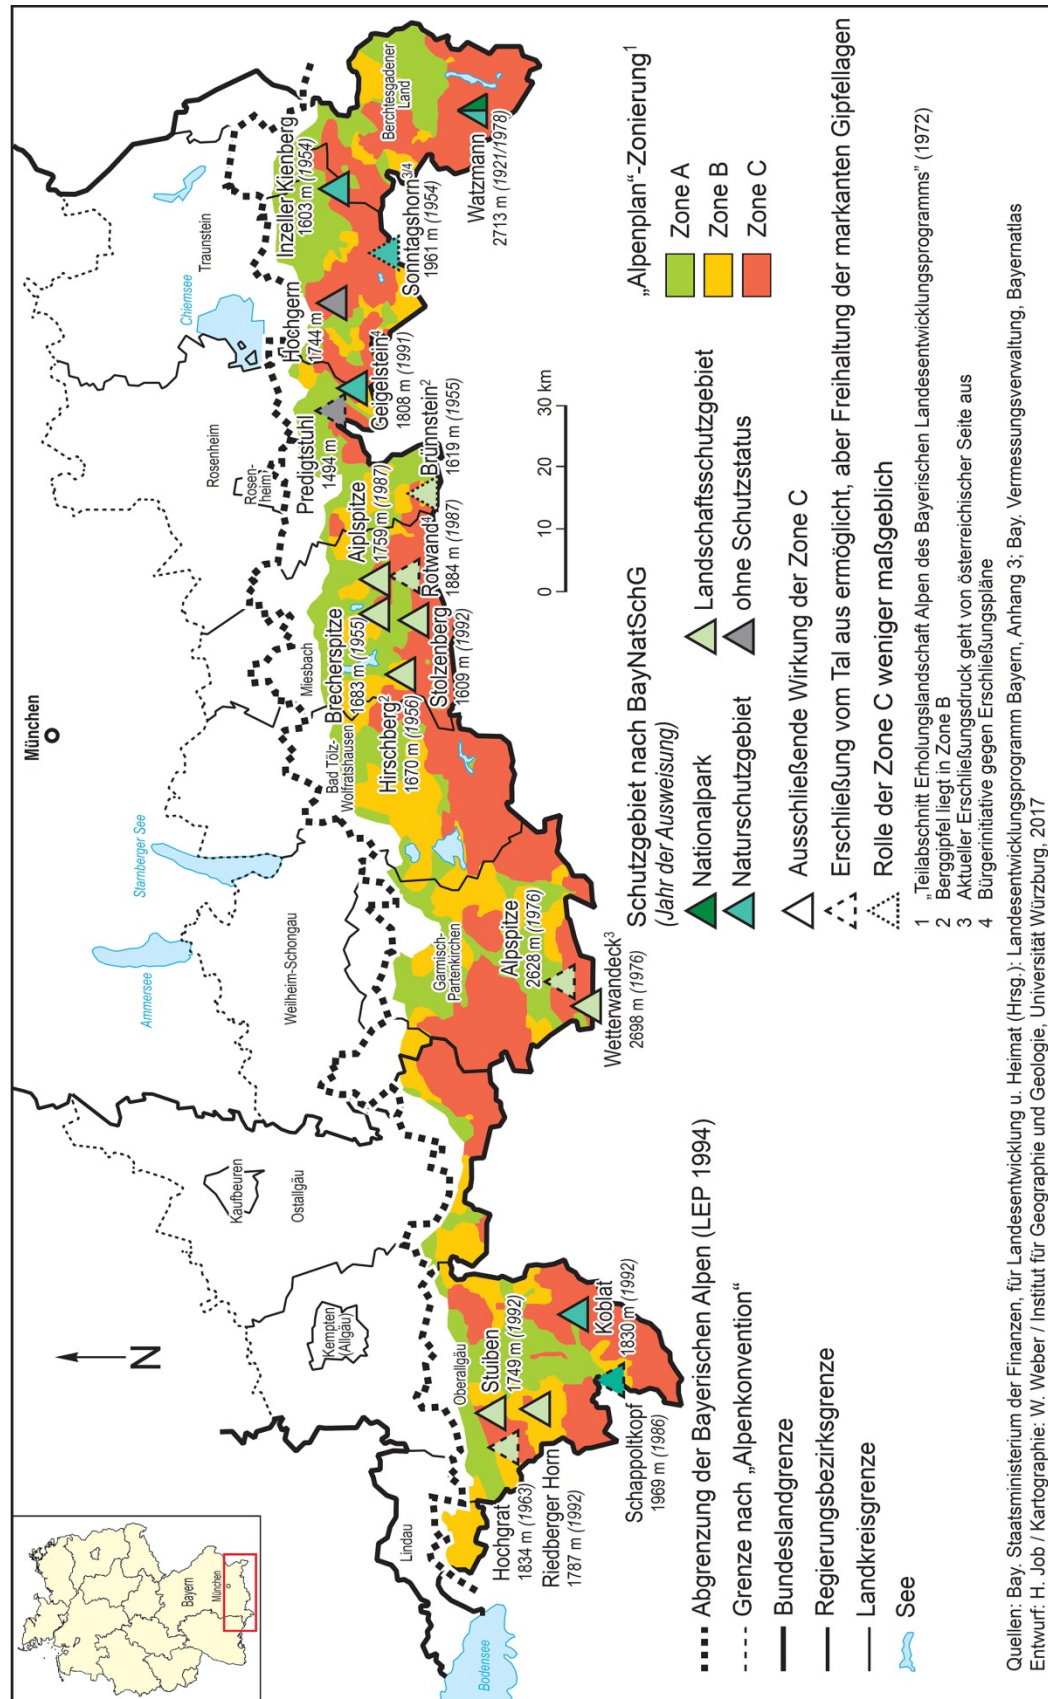 Bayern
München
N
München
Bodensee
Lindau
Kempten
(Allgäu)
Oberallgäu
Kaufbeuren
Ostallgäu
Ammersee
Starnberger See
Weilheim-Schongau
Garmisch-
Partenkirchen
Bad Tölz-
Wolfratshausen
Miesbach
Rosenheim
Rosen-
heim
Chiemsee
Traunstein
Berchtesgadener
Land
Hochgrat
1834 m (1963)
Riedberger Horn
1787 m (1992)
Stuiben
1749 m (1992)
Schappoltkopf
1969 m (1986)
Koblat
1830 m (1992)
Wetterwandeck³
2698 m (1976)
Alpspitze
2628 m (1976)
Hirschberg²
1670 m (1956)
Brecherspitze
1683 m (1955)
Stolzenberg
1609 m (1992)
Aiplspitze
1759 m (1987)
Rotwand⁴
1884 m (1987)
Brünnstein²
1619 m (1955)
Predigtstuhl
1494 m
Geigelstein⁴
1808 m (1991)
Hochgern
1744 m
Sonntagshorn³/⁴
1961 m (1954)
Inzeller Kienberg
1603 m (1954)
Watzmann
2713 m (1921/1978)
0 10 20 30 km
Abgrenzung der Bayerischen Alpen (LEP 1994)
Grenze nach „Alpenkonvention“
Bundeslandgrenze
Regierungsbezirksgrenze
Landkreisgrenze
See
Schutzgebiet nach BayNatSchG
(Jahr der Ausweisung)
Nationalpark
Naturschutzgebiet
Landschaftsschutzgebiet
ohne Schutzstatus
Ausschließende Wirkung der Zone C
Erschließung vom Tal aus ermöglicht, aber Freihaltung der markanten Gipfellagen
Rolle der Zone C weniger maßgeblich
„Alpenplan“-Zonierung¹
Zone A
Zone B
Zone C
1 „Teilabschnitt Erholungslandschaft Alpen des Bayerischen Landesentwicklungsprogramms” (1972)
2 Berggipfel liegt in Zone B
3 Aktueller Erschließungsdruck geht von österreichischer Seite aus
4 Bürgerinitiative gegen Erschließungspläne
Quellen: Bay. Staatsministerium der Finanzen, für Landesentwicklung u. Heimat (Hrsg.): Landesentwicklungsprogramm Bayern, Anhang 3; Bay. Vermessungsverwaltung, Bayernatlas
Entwurf: H. Job / Kartographie: W. Weber / Institut für Geographie und Geologie, Universität Würzburg, 2017